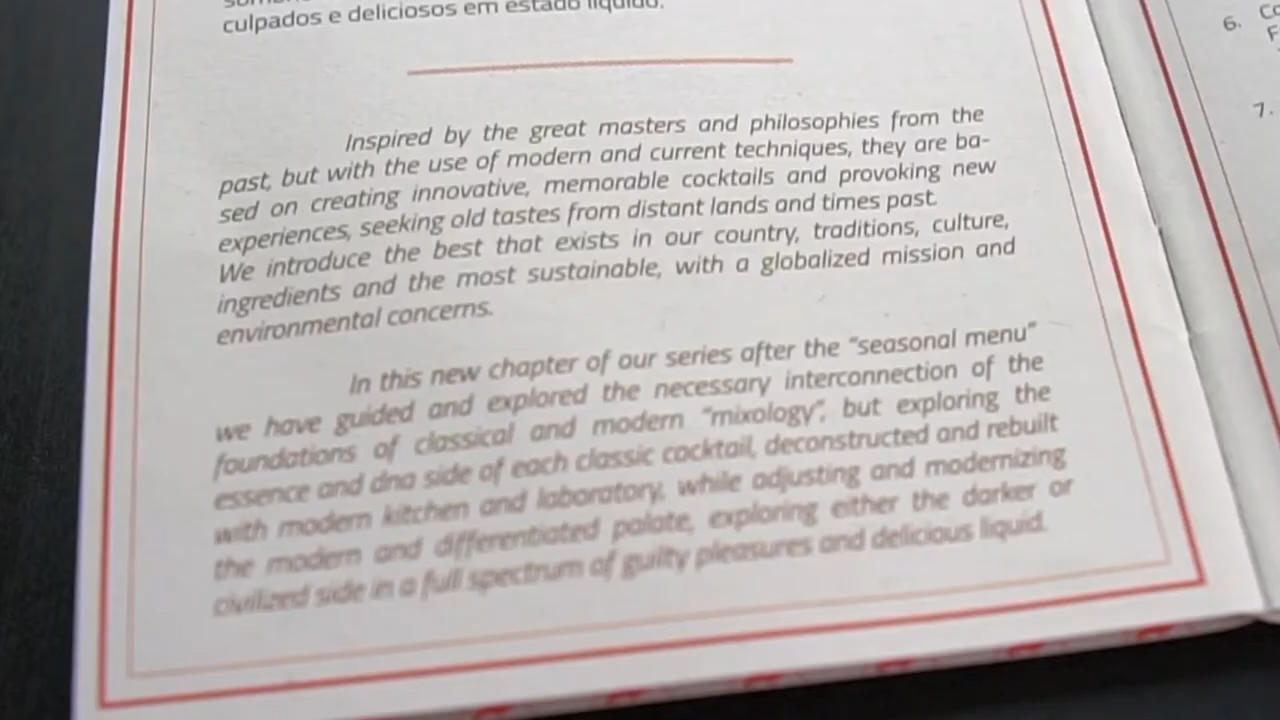 culpados e deliciosos em estado líquido.
Inspired by the great masters and philosophies from the
past, but with the use of modern and current techniques, they are ba-
sed on creating innovative, memorable cocktails and provoking new
experiences, seeking old tastes from distant lands and times past.
We introduce the best that exists in our country, traditions, culture,
ingredients and the most sustainable, with a globalized mission and
environmental concerns.
In this new chapter of our series after the “seasonal menu”
we have guided and explored the necessary interconnection of the
foundations of classical and modern “mixology”, but exploring the
essence and dna side of each classic cocktail, deconstructed and rebuilt
with modern kitchen and laboratory, while adjusting and modernizing
the modern and differentiated palate, exploring either the darker or
civilized side in a full spectrum of guilty pleasures and delicious liquid.
6.
7.